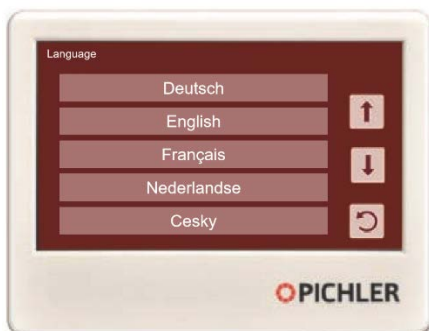 Language
Deutsch
English
Français
Nederlandse
Cesky
PICHLER